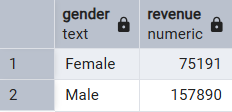 gender revenue
text numeric
1 Female 75191
2 Male 157890